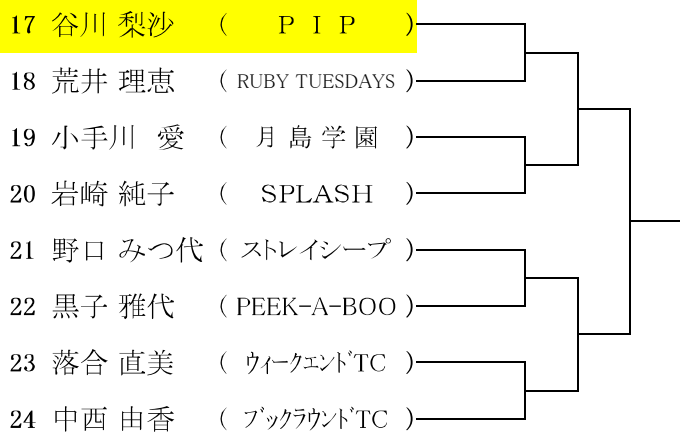 17 谷川 梨沙 ( P I P )
18 荒井 理恵 ( RUBY TUESDAYS )
19 小手川 愛 ( 月島学園 )
20 岩崎 純子 ( SPLASH )
21 野口 みつ代 ( ストレイシープ )
22 黒子 雅代 ( PEEK-A-BOO )
23 落合 直美 ( ウィークエンドTC )
24 中西 由香 ( ブックラウンドTC )